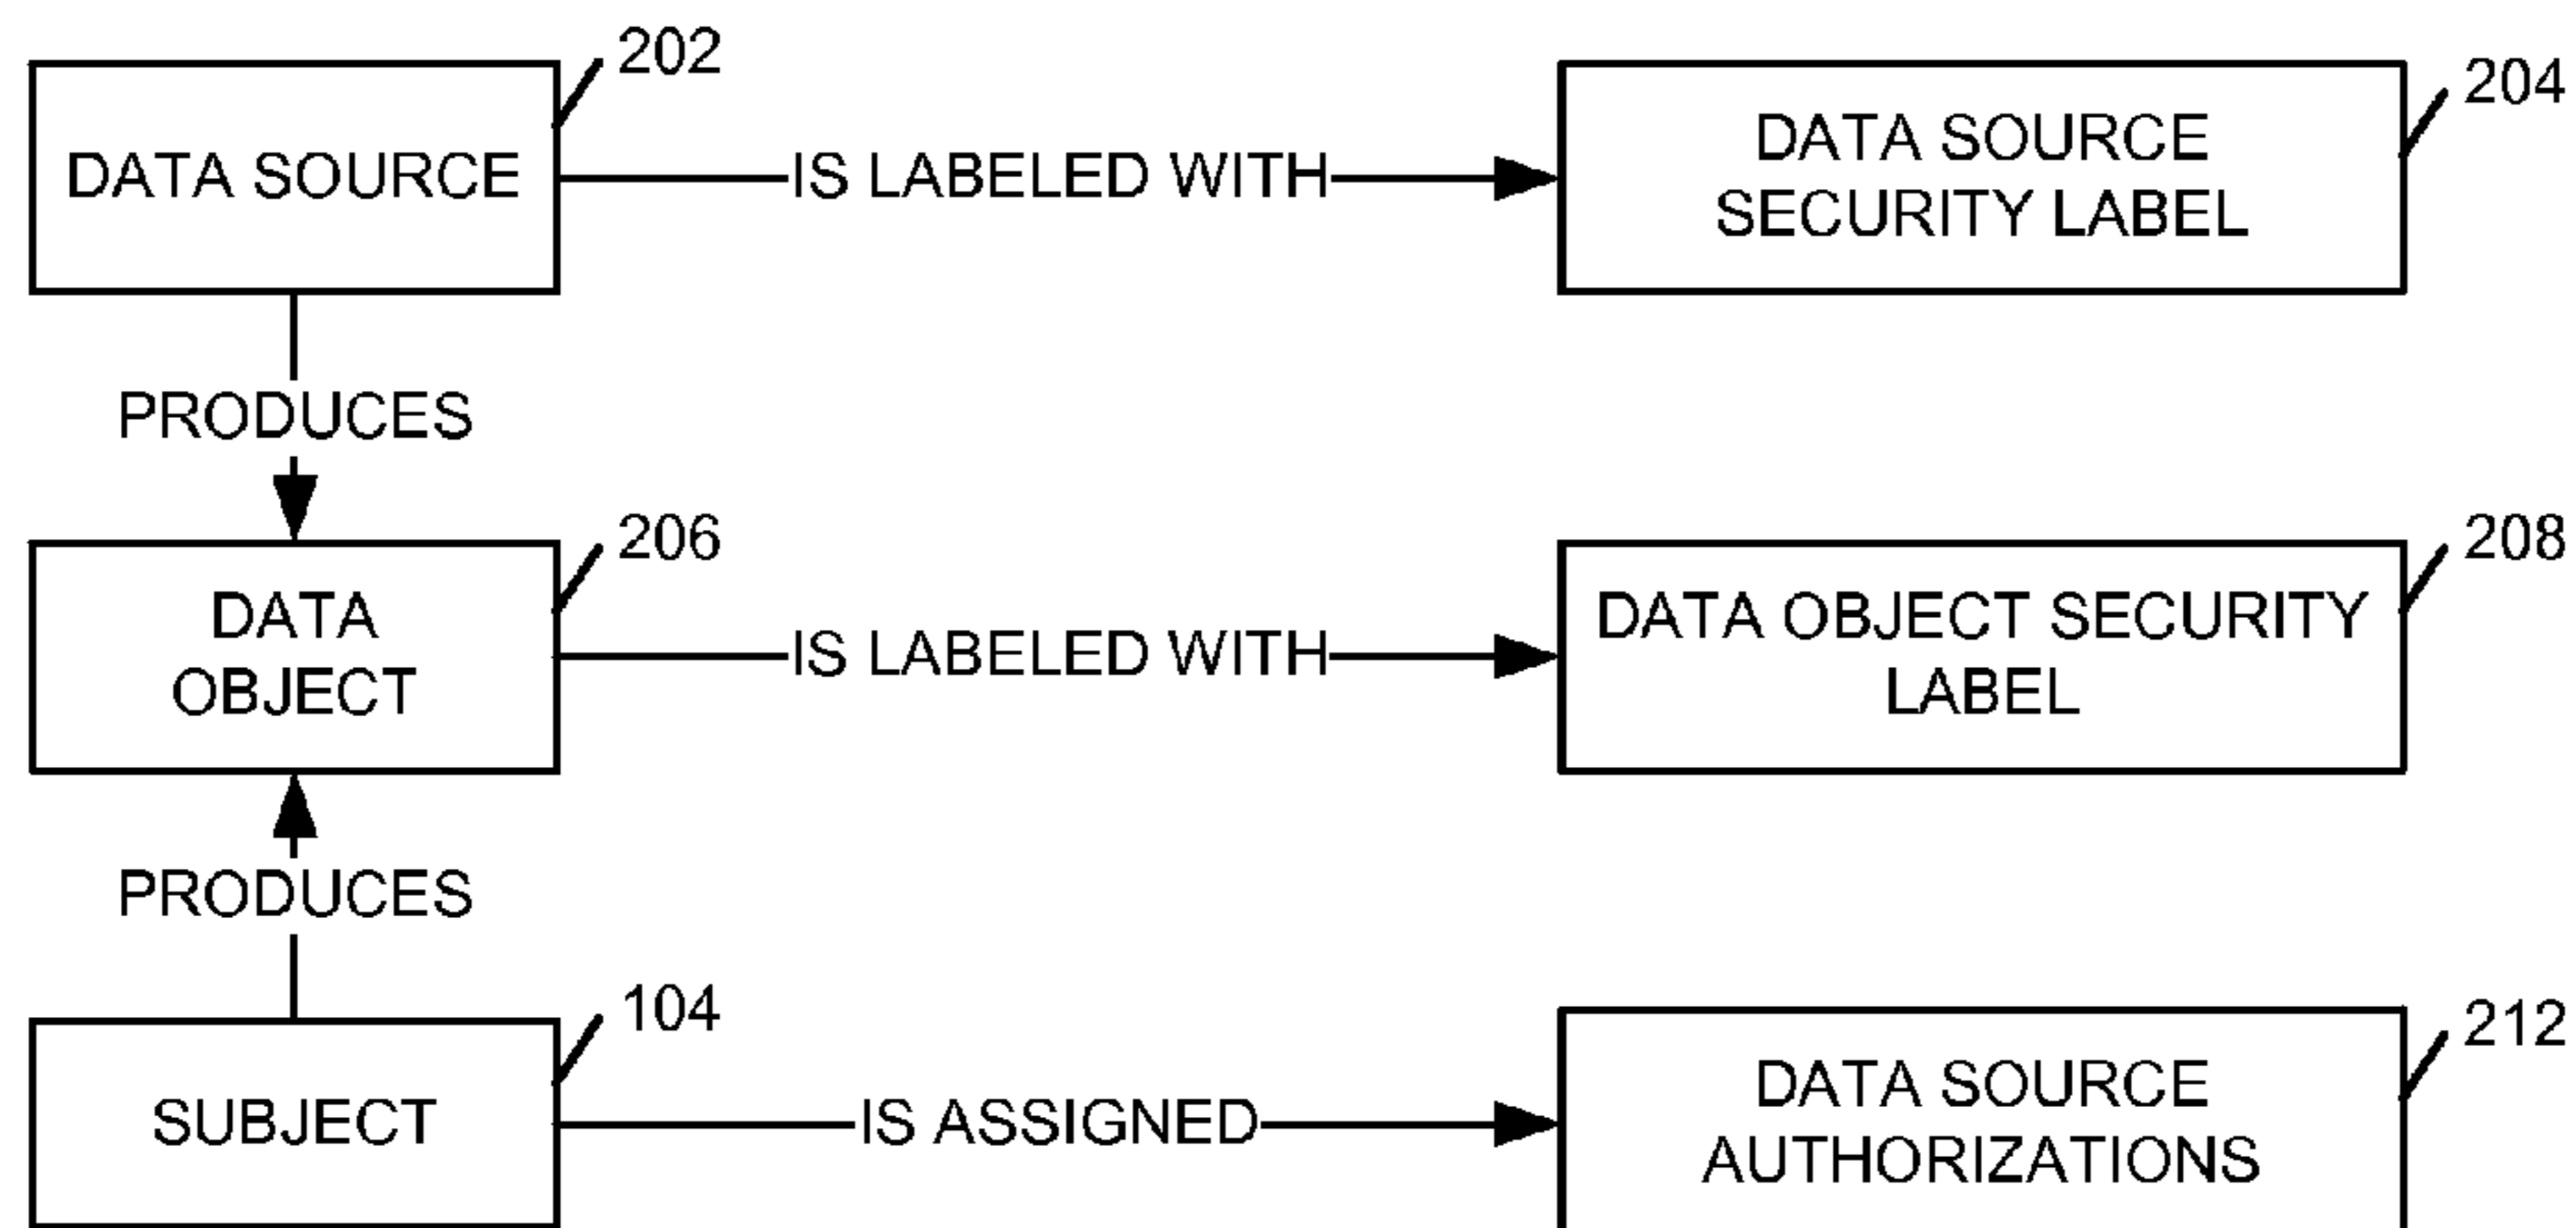 202
204
DATA SOURCE
IS LABELED WITH
DATA SOURCE
SECURITY LABEL
PRODUCES
206
208
DATA
OBJECT
IS LABELED WITH
DATA OBJECT SECURITY
LABEL
PRODUCES
104
212
SUBJECT
IS ASSIGNED
DATA SOURCE
AUTHORIZATIONS